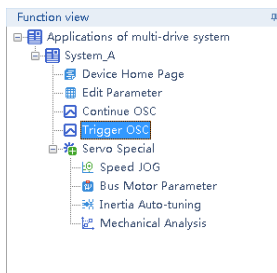 Function view
Applications of multi-drive system
System_A
Device Home Page
Edit Parameter
Continue OSC
Trigger OSC
Servo Special
Speed JOG
Bus Motor Parameter
Inertia Auto-tuning
Mechanical Analysis